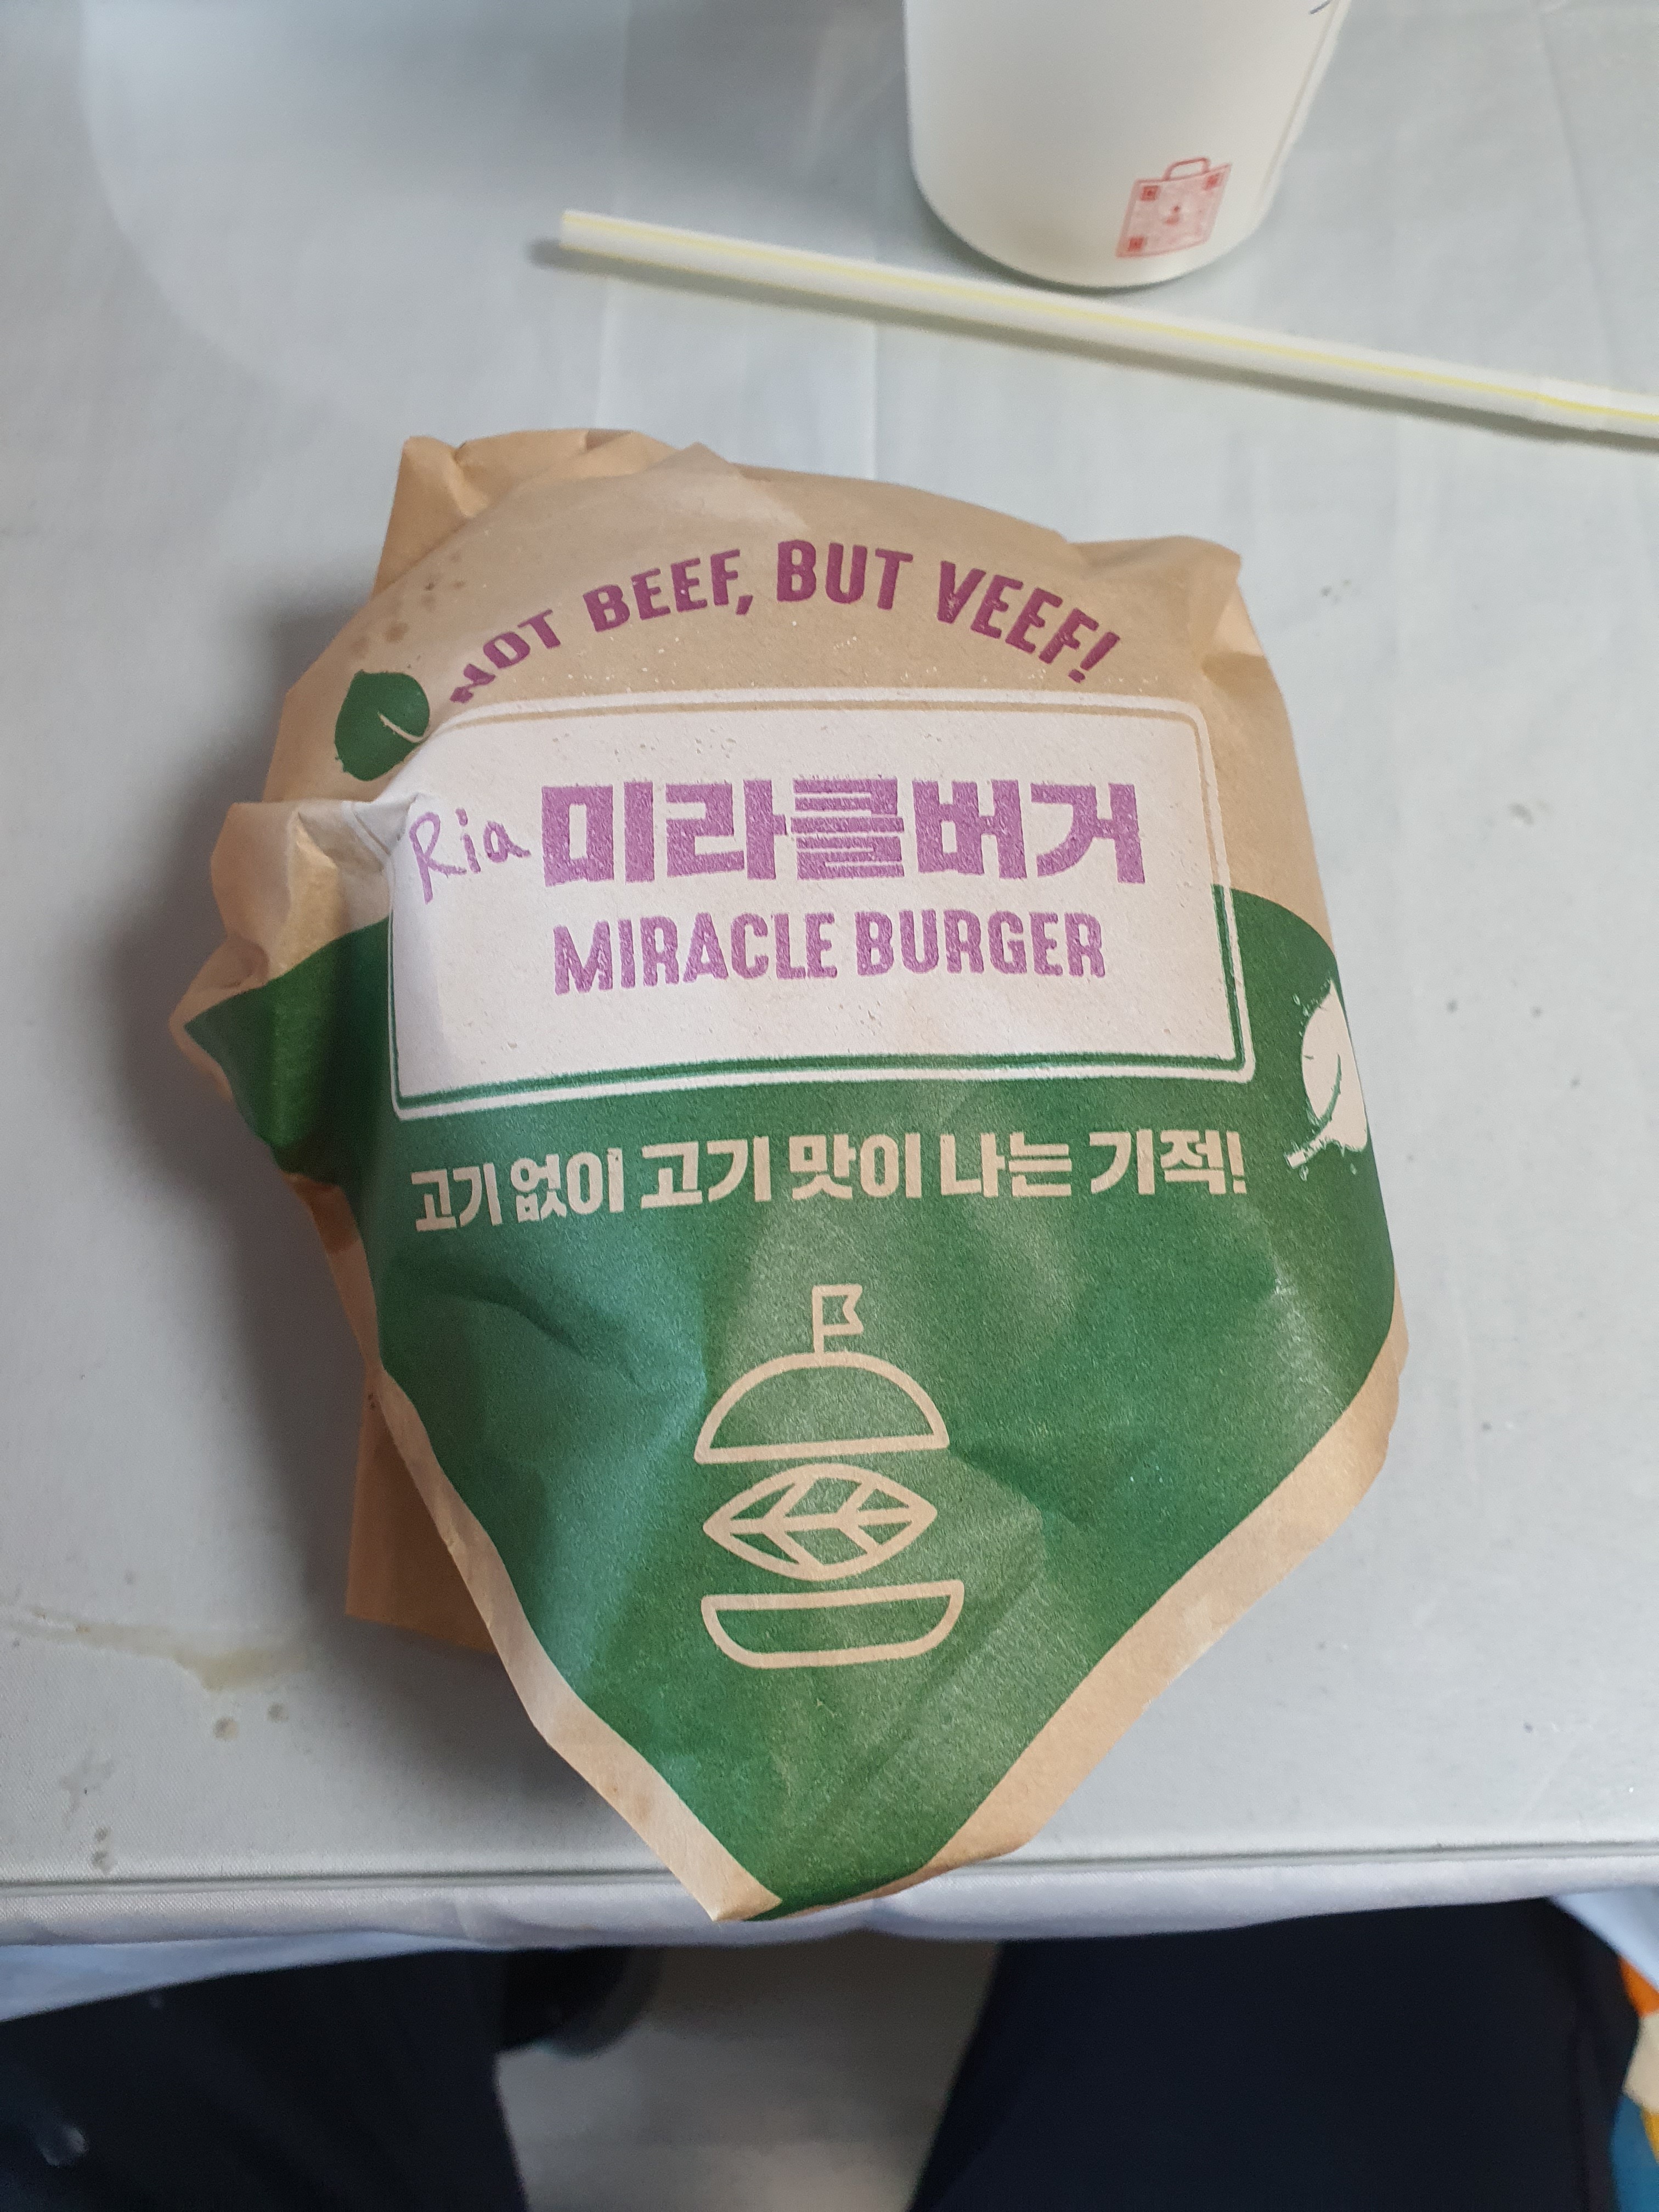 NOT BEEF, BUT VEEF!
Ria 미라클버거
MIRACLE BURGER
고기 없이 고기 맛이 나는 기적!